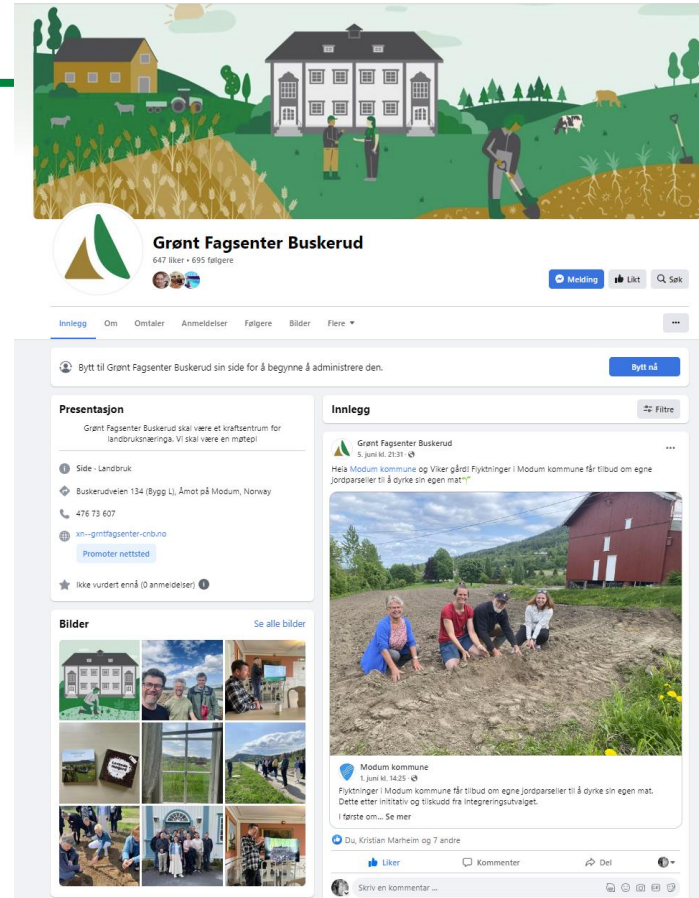 Grønt Fagsenter Buskerud
647 liker • 695 følgere
Melding
Likt
Søk
Innlegg
Om
Omtaler
Anmeldelser
Følgere
Bilder
Flere
Bytt til Grønt Fagsenter Buskerud sin side for å begynne å administrere den.
Bytt nå
Presentasjon
Grønt Fagsenter Buskerud skal være et kraftsentrum for
landbruksnæringa. Vi skal være en møtepl
Side · Landbruk
Buskerudveien 134 (Bygg L), Åmot på Modum, Norway
476 73 607
xn--grntfagsenter-cnb.no
Promoter nettsted
Ikke vurdert ennå (0 anmeldelser)
Bilder
Se alle bilder
Innlegg
Filtre
Grønt Fagsenter Buskerud
5. juni kl. 21:31 ·
Heia Modum kommune og Viker gård! Flyktninger i Modum kommune får tilbud om egne
jordparseller til å dyrke sin egen mat
Modum kommune
1. juni kl. 14:25 ·
Flyktninger i Modum kommune får tilbud om egne jordparseller til å dyrke sin egen mat.
Dette etter inititativ og tilskudd fra Integreringsutvalget.
I første om... Se mer
Du, Kristian Marheim og 7 andre
Liker
Kommenter
Del
Skriv en kommentar ...